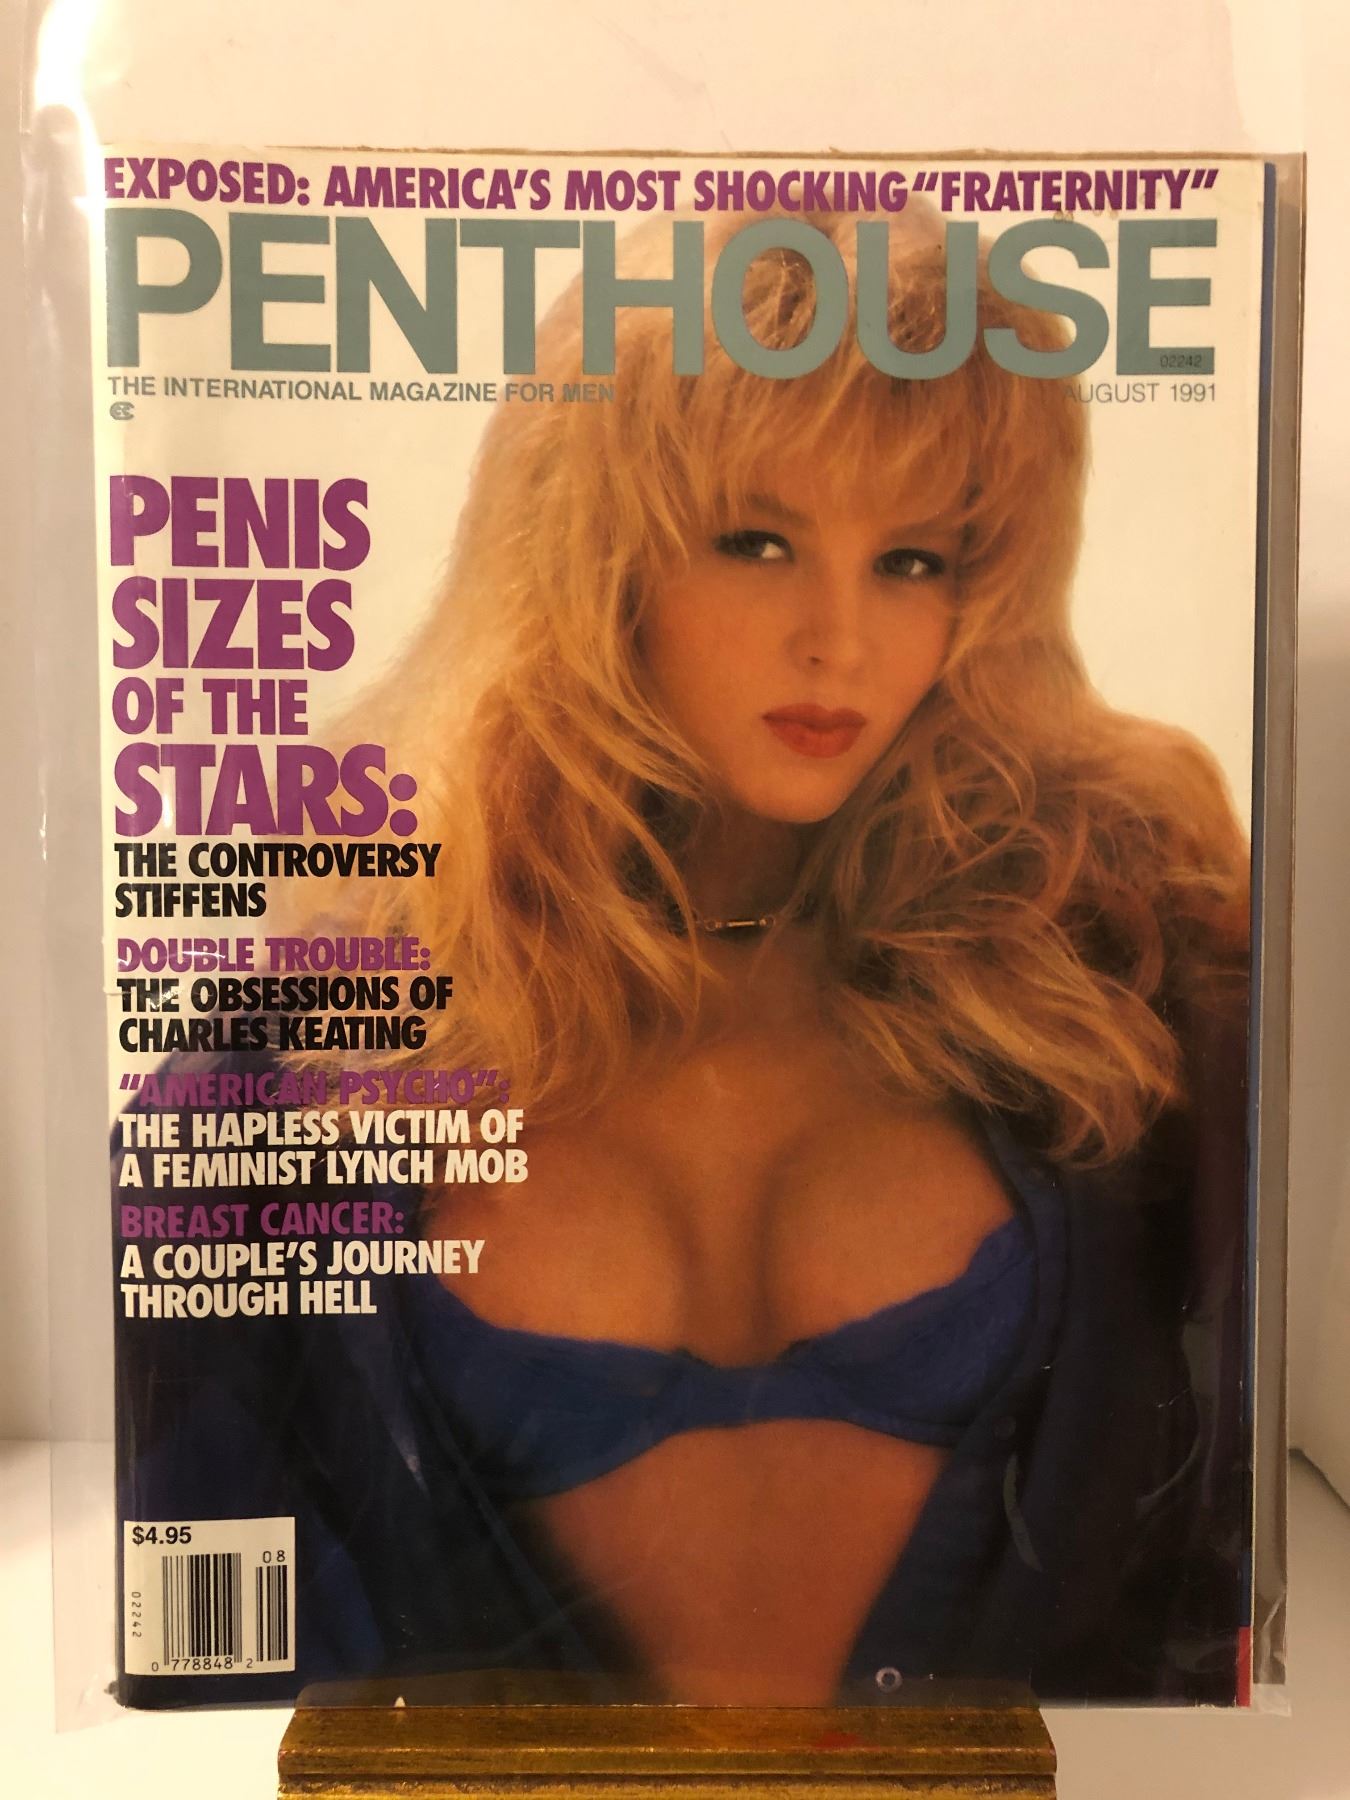 EXPOSED: AMERICA'S MOST SHOCKING "FRATERNITY"
PENTHOUSE
02242
THE INTERNATIONAL MAGAZINE FOR MEN
AUGUST 1991
PENIS
SIZES
OF THE
STARS:
THE CONTROVERSY
STIFFENS
DOUBLE TROUBLE:
THE OBSESSIONS OF
CHARLES KEATING
"AMERICAN PSYCHO":
THE HAPLESS VICTIM OF
A FEMINIST LYNCH MOB
BREAST CANCER:
A COUPLE'S JOURNEY
THROUGH HELL
$4.95
08
02242
0 778848 2